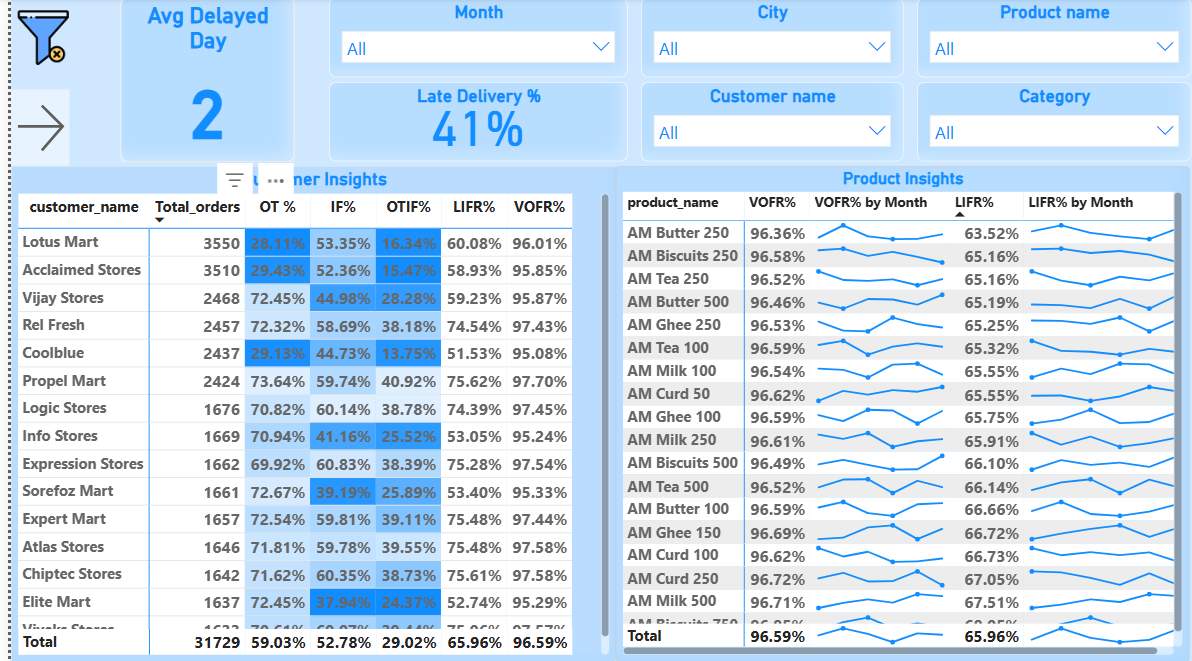 Avg Delayed
Day
2
Month
All
City
All
Product name
All
Late Delivery %
41%
Customer name
All
Category
All
mer Insights
customer_name Total_orders OT % IF% OTIF% LIFR% VOFR%
Lotus Mart 3550 28.11% 53.35% 16.34% 60.08% 96.01%
Acclaimed Stores 3510 29.43% 52.36% 15.47% 58.93% 95.85%
Vijay Stores 2468 72.45% 44.98% 28.28% 59.23% 95.87%
Rel Fresh 2457 72.32% 58.69% 38.18% 74.54% 97.43%
Coolblue 2437 29.13% 44.73% 13.75% 51.53% 95.08%
Propel Mart 2424 73.64% 59.74% 40.92% 75.62% 97.70%
Logic Stores 1676 70.82% 60.14% 38.78% 74.39% 97.45%
Info Stores 1669 70.94% 41.16% 25.52% 53.05% 95.24%
Expression Stores 1662 69.92% 60.83% 38.39% 75.28% 97.54%
Sorefoz Mart 1661 72.67% 39.19% 25.89% 53.40% 95.33%
Expert Mart 1657 72.54% 59.81% 39.11% 75.48% 97.44%
Atlas Stores 1646 71.81% 59.78% 39.55% 75.48% 97.58%
Chiptec Stores 1642 71.62% 60.35% 38.73% 75.61% 97.58%
Elite Mart 1637 72.45% 37.94% 24.37% 52.74% 95.29%
Total 31729 59.03% 52.78% 29.02% 65.96% 96.59%
Product Insights
product_name VOFR% VOFR% by Month LIFR% LIFR% by Month
AM Butter 250 96.36% 63.52%
AM Biscuits 250 96.58% 65.16%
AM Tea 250 96.52% 65.16%
AM Butter 500 96.46% 65.19%
AM Ghee 250 96.53% 65.25%
AM Tea 100 96.59% 65.32%
AM Milk 100 96.54% 65.55%
AM Curd 50 96.62% 65.55%
AM Ghee 100 96.59% 65.75%
AM Milk 250 96.61% 65.91%
AM Biscuits 500 96.49% 66.10%
AM Tea 500 96.52% 66.14%
AM Butter 100 96.59% 66.66%
AM Ghee 150 96.69% 66.72%
AM Curd 100 96.62% 66.73%
AM Curd 250 96.72% 67.05%
AM Milk 500 96.71% 67.51%
AM Biscuits 750
Total 96.59% 65.96%